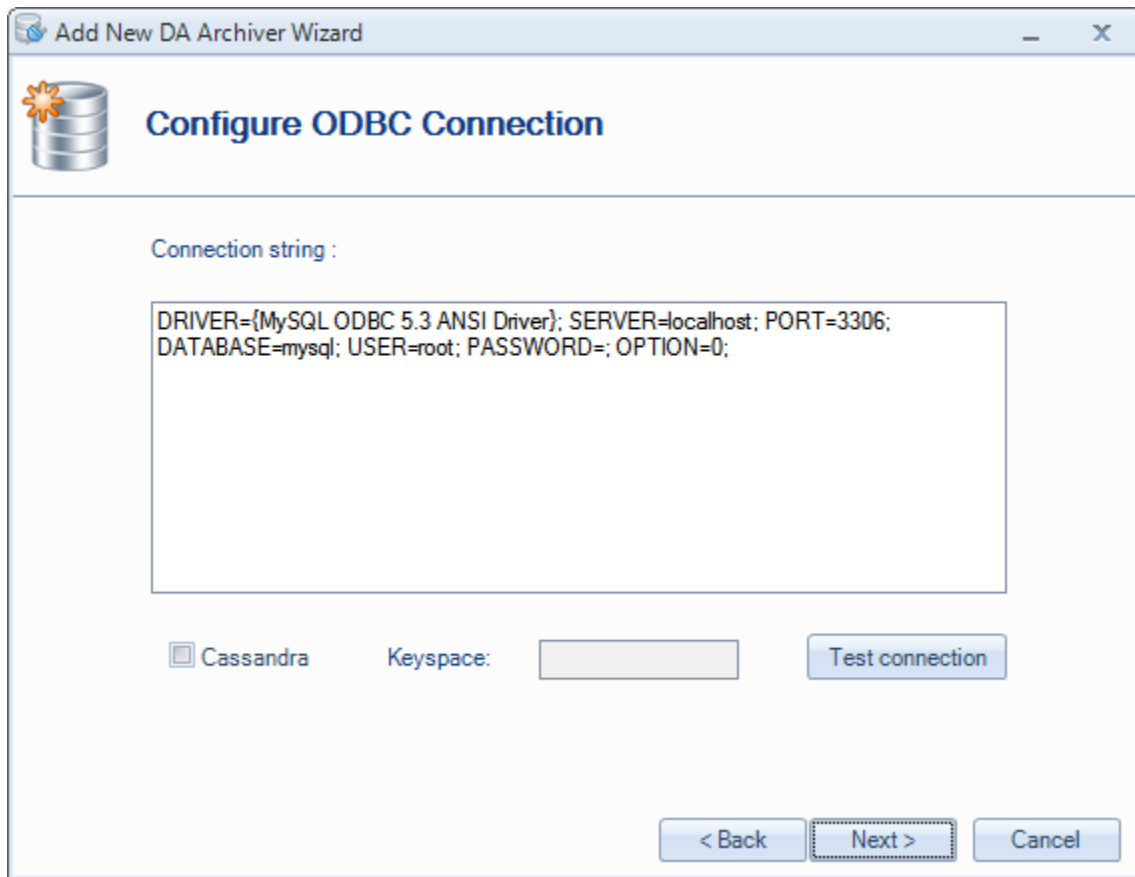 Add New DA Archiver Wizard
Configure ODBC Connection
Connection string :
DRIVER={MySQL ODBC 5.3 ANSI Driver}; SERVER=localhost; PORT=3306;
DATABASE=mysql; USER=root; PASSWORD=; OPTION=0;
Cassandra Keyspace: Test connection
< Back Next > Cancel